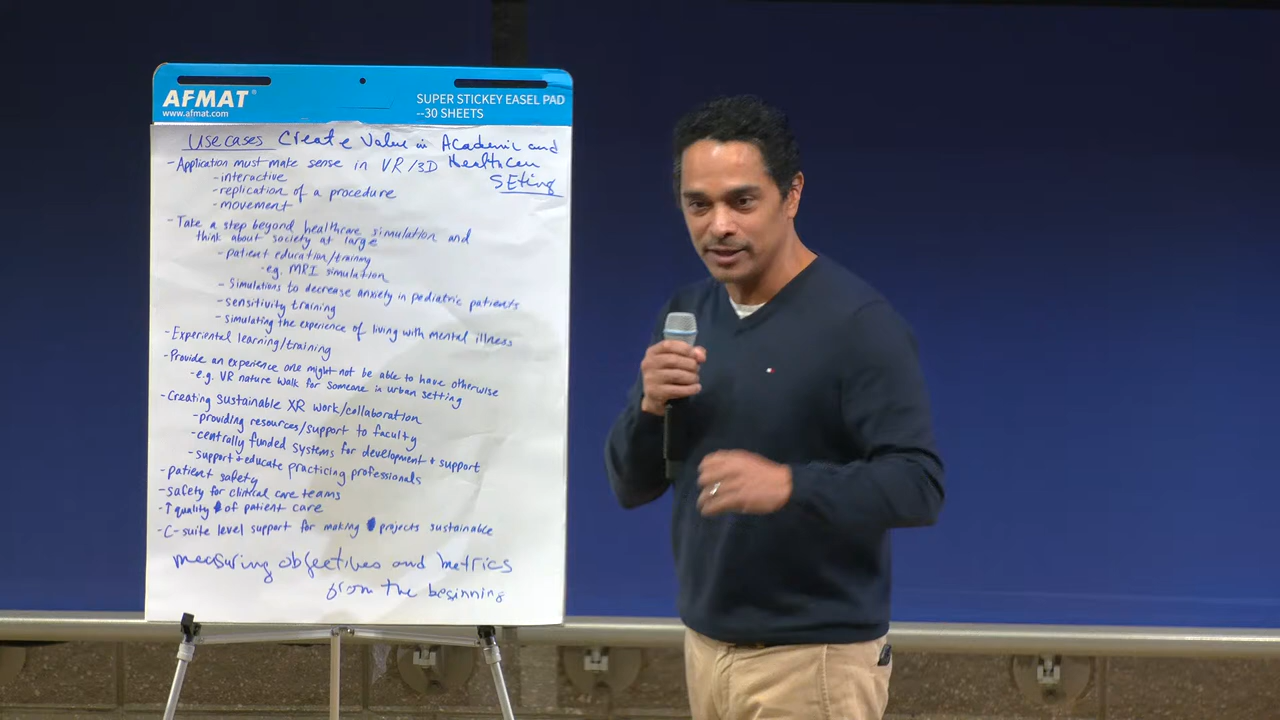 AFMAT®
www.afmat.com
SUPER STICKEY EASEL PAD
--30 SHEETS
Use cases Create Value in Academic and
Healthcare
SEting
- Application must make sense in VR/3D
- interactive
- replication of a procedure
- movement
- Take a step beyond healthcare simulation and
think about society at large
- patient education/training
- eg. MRI simulation
- Simulations to decrease anxiety in pediatric patients
- sensitivity training
- simulating the experience of living with mental illness
- Experiential learning/training
- Provide an experience one might not be able to have otherwise
- e.g. VR nature walk for someone in urban setting
- Creating Sustainable XR work/collaboration
- providing resources/support to faculty
- centrally funded systems for development + support
- support + educate practicing professionals
- patient safety
- safety for clinical care teams
- ↑ quality of patient care
- C-suite level support for making projects sustainable
measuring objectives and metrics
from the beginning